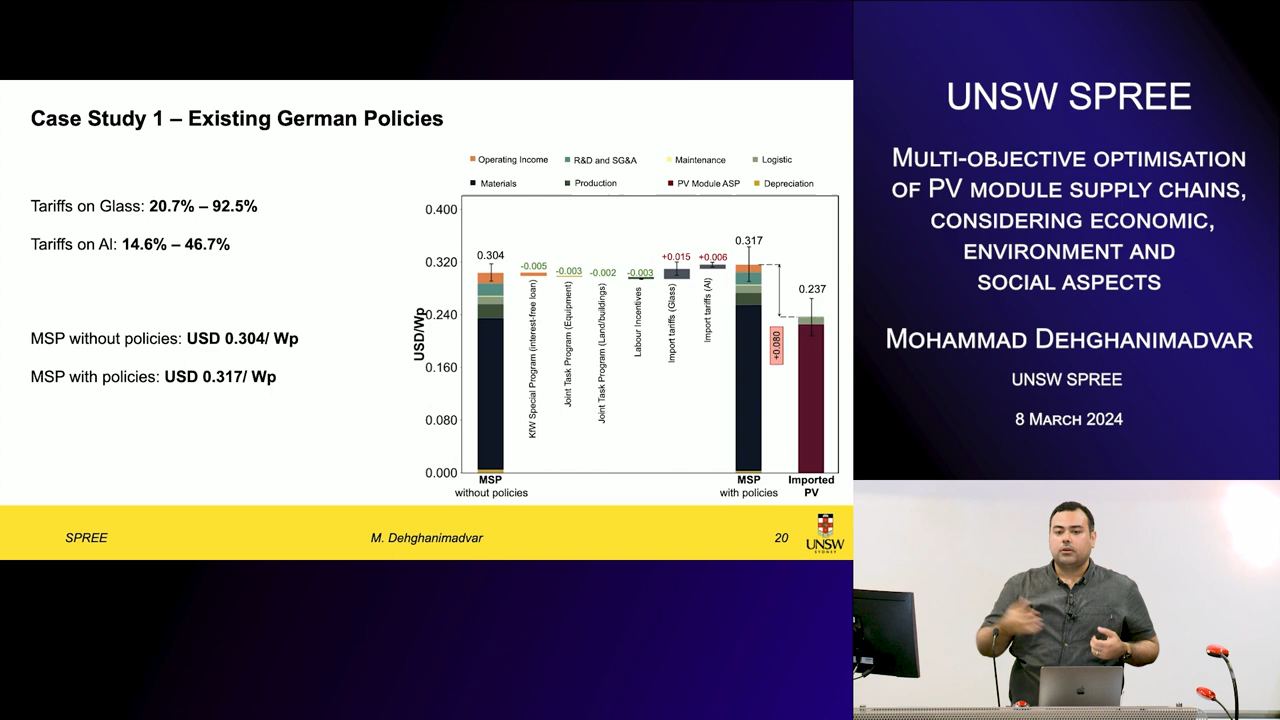 Case Study 1 – Existing German Policies
Tariffs on Glass: 20.7% – 92.5%
Tariffs on Al: 14.6% – 46.7%
MSP without policies: USD 0.304/ Wp
MSP with policies: USD 0.317/ Wp
Operating Income
R&D and SG&A
Maintenance
Logistic
Materials
Production
PV Module ASP
Depreciation
USD/Wp
0.400
0.320
0.240
0.160
0.080
0.000
0.304
-0.005
-0.003
-0.002
-0.003
+0.015
+0.006
0.317
0.237
+0.080
KfW Special Program (interest-free loan)
Joint Task Program (Equipment)
Joint Task Program (Land/buildings)
Labour Incentives
Import tariffs (Glass)
Import tariffs (Al)
MSP
without policies
MSP
with policies
Imported
PV
SPREE
M. Dehghanimadvar
20
UNSW
SYDNEY
UNSW SPREE
Multi-objective optimisation
of PV module supply chains,
considering economic,
environment and
social aspects
Mohammad Dehghanimadvar
UNSW SPREE
8 March 2024